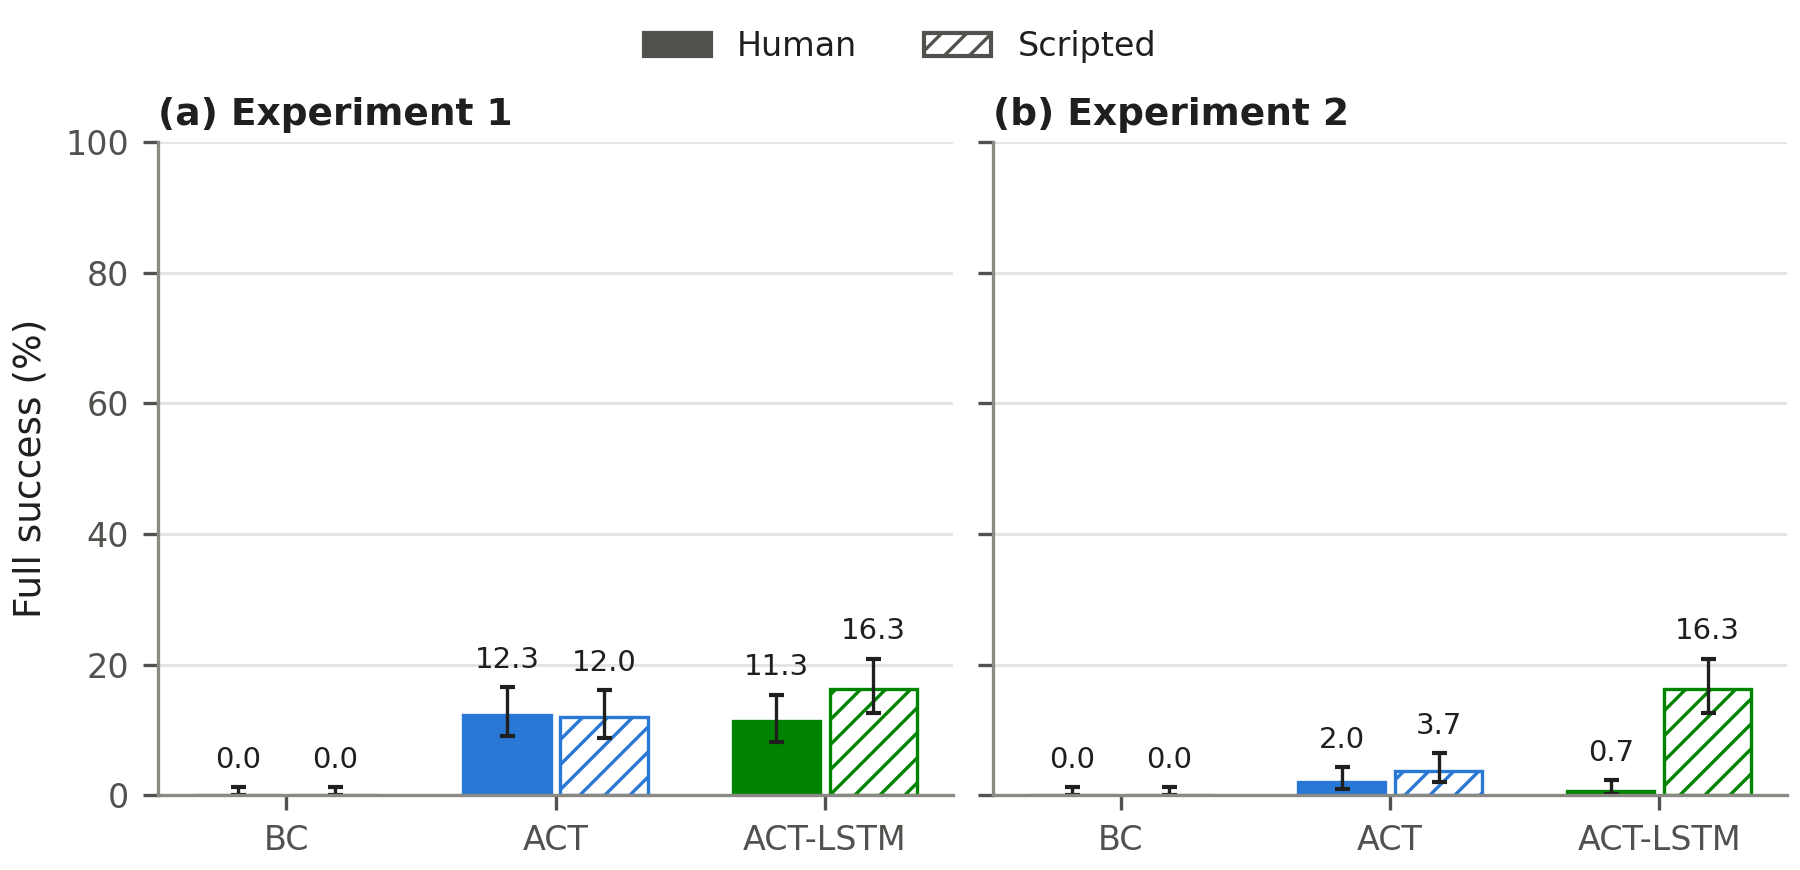 Human Scripted
(a) Experiment 1
(b) Experiment 2
Full success (%)
100
80
60
40
20
0
0.0 0.0 12.3 12.0 11.3 16.3
0.0 0.0 2.0 3.7 0.7 16.3
BC ACT ACT-LSTM
BC ACT ACT-LSTM